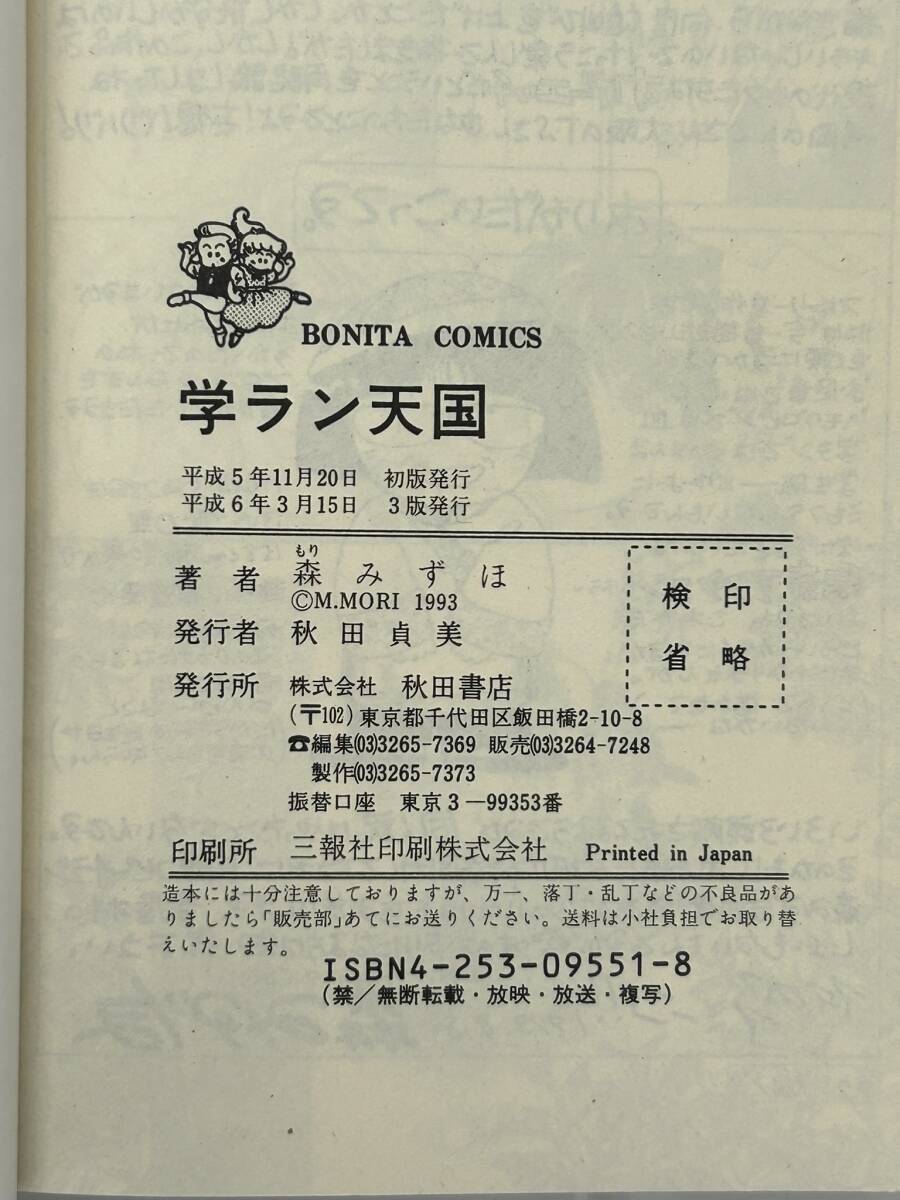 BONITA COMICS
学ラン天国
平成5年11月20日 初版発行
平成6年3月15日 3版発行
もり
著者 森みずほ
©M.MORI 1993
発行者 秋田貞美
検印
省略
発行所 株式会社 秋田書店
(〒102)東京都千代田区飯田橋2-10-8
☎編集(03)3265-7369 販売(03)3264-7248
製作(03)3265-7373
振替口座 東京3―99353番
印刷所 三報社印刷株式会社 Printed in Japan
造本には十分注意しておりますが、万一、落丁・乱丁などの不良品があ
りましたら「販売部」あてにお送りください。送料は小社負担でお取り替
えいたします。
ISBN4-253-09551-8
(禁/無断転載・放映・放送・複写)